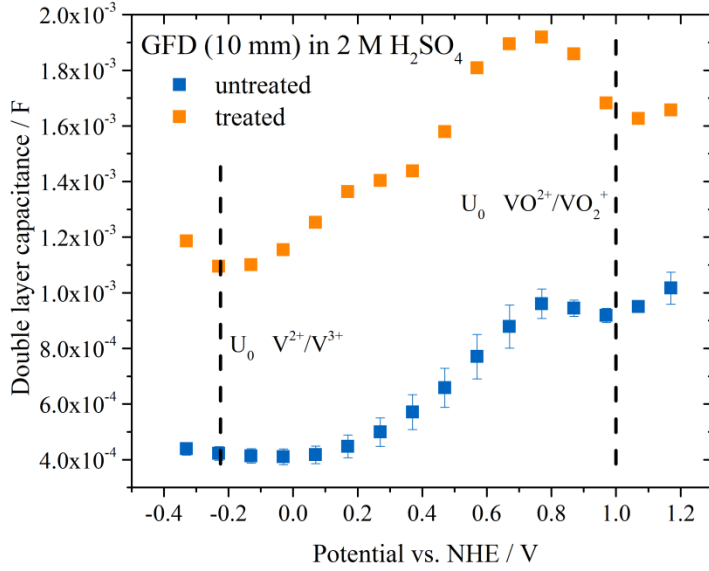 GFD (10 mm) in 2 M H₂SO₄
untreated
treated
U₀ VO²⁺/VO₂⁺
U₀ V²⁺/V³⁺
Double layer capacitance / F
2.0x10⁻³
1.8x10⁻³
1.6x10⁻³
1.4x10⁻³
1.2x10⁻³
1.0x10⁻³
8.0x10⁻⁴
6.0x10⁻⁴
4.0x10⁻⁴
-0.4 -0.2 0.0 0.2 0.4 0.6 0.8 1.0 1.2
Potential vs. NHE / V